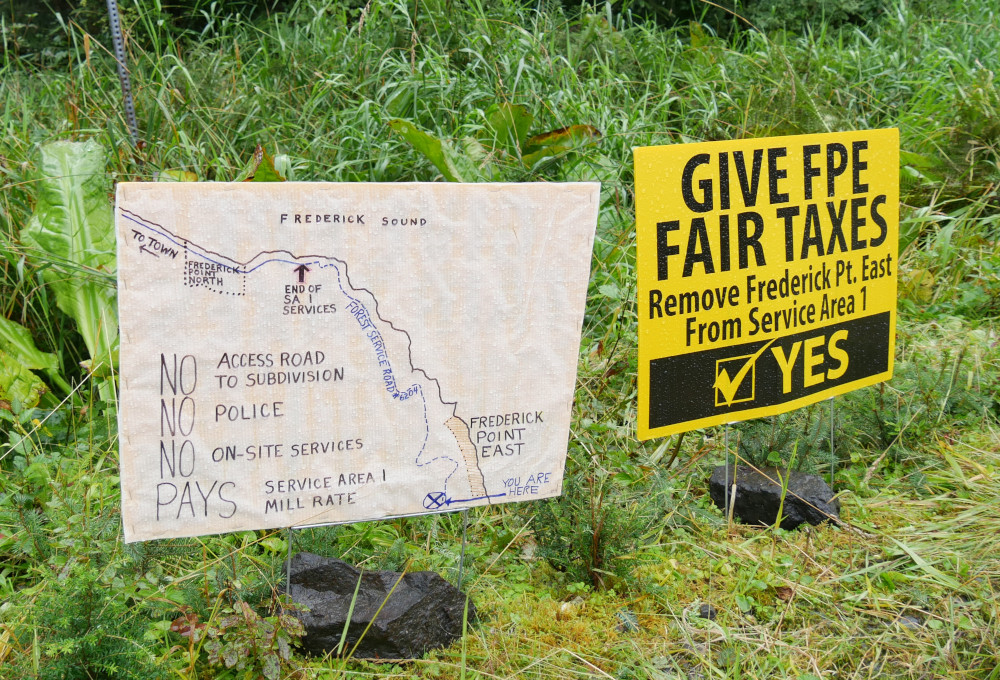 FREDERICK SOUND
TO TOWN
FREDERICK
POINT
NORTH
END OF
SA 1
SERVICES
FOREST SERVICE ROAD
#6204
NO ACCESS ROAD
TO SUBDIVISION
NO POLICE
NO ON-SITE SERVICES
PAYS SERVICE AREA 1
MILL RATE
FREDERICK
POINT
EAST
YOU ARE
HERE
GIVE FPE
FAIR TAXES
Remove Frederick Pt. East
From Service Area 1
YES